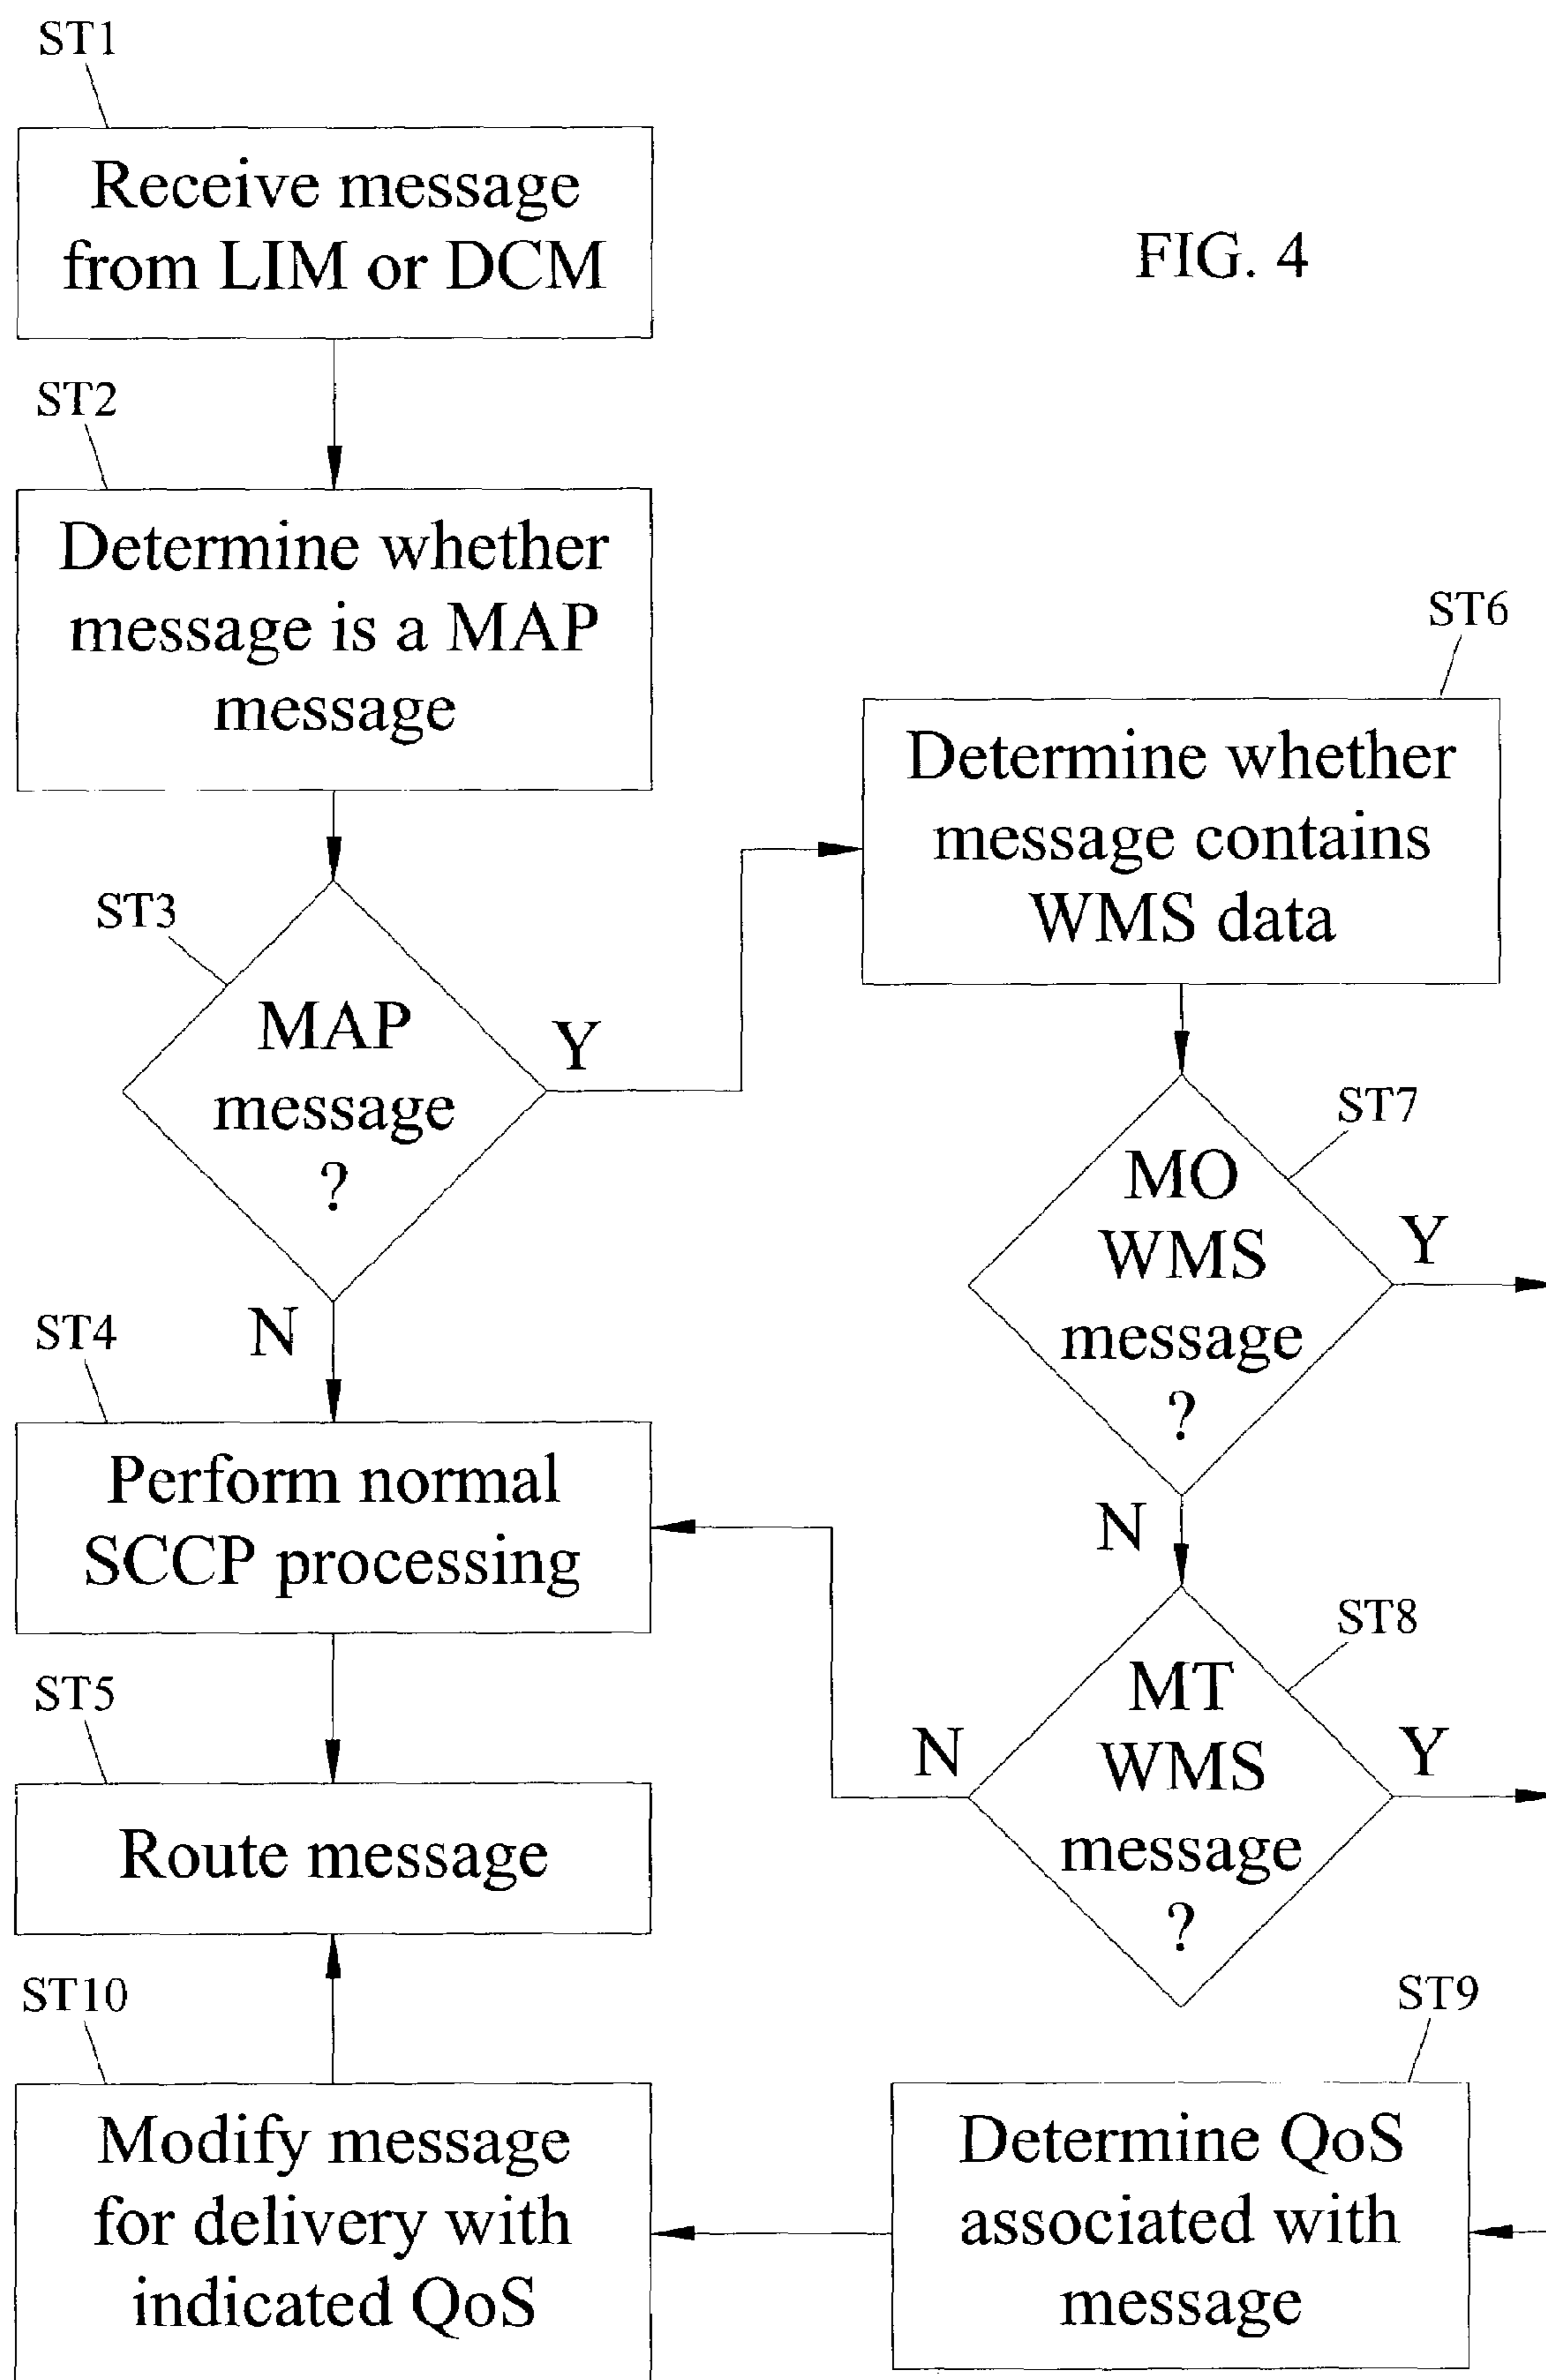 ST1
Receive message
from LIM or DCM
FIG. 4
ST2
Determine whether
message is a MAP
message
ST3
MAP
message
?
Y
N
ST4
Perform normal
SCCP processing
ST5
Route message
ST6
Determine whether
message contains
WMS data
ST7
MO
WMS
message
?
Y
N
ST8
MT
WMS
message
?
N
Y
ST9
Determine QoS
associated with
message
ST10
Modify message
for delivery with
indicated QoS